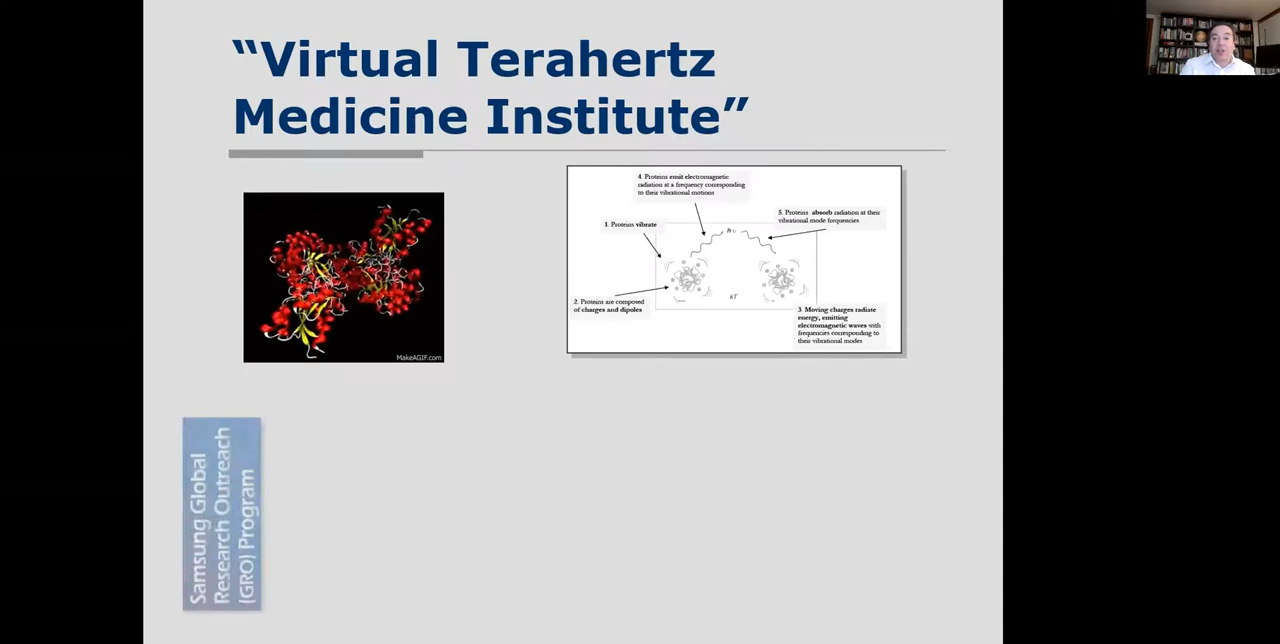 “Virtual Terahertz
Medicine Institute”
4. Proteins emit electromagnetic
radiation at a frequency corresponding
to their vibrational motions
5. Proteins absorb radiation at their
vibrational mode frequencies
1. Proteins vibrate
hυ
2. Proteins are composed
of charges and dipoles
kT
3. Moving charges radiate
energy, emitting
electromagnetic waves with
frequencies corresponding to
their vibrational modes
MakeAGIF.com
Samsung Global
Research Outreach
(GRO) Program